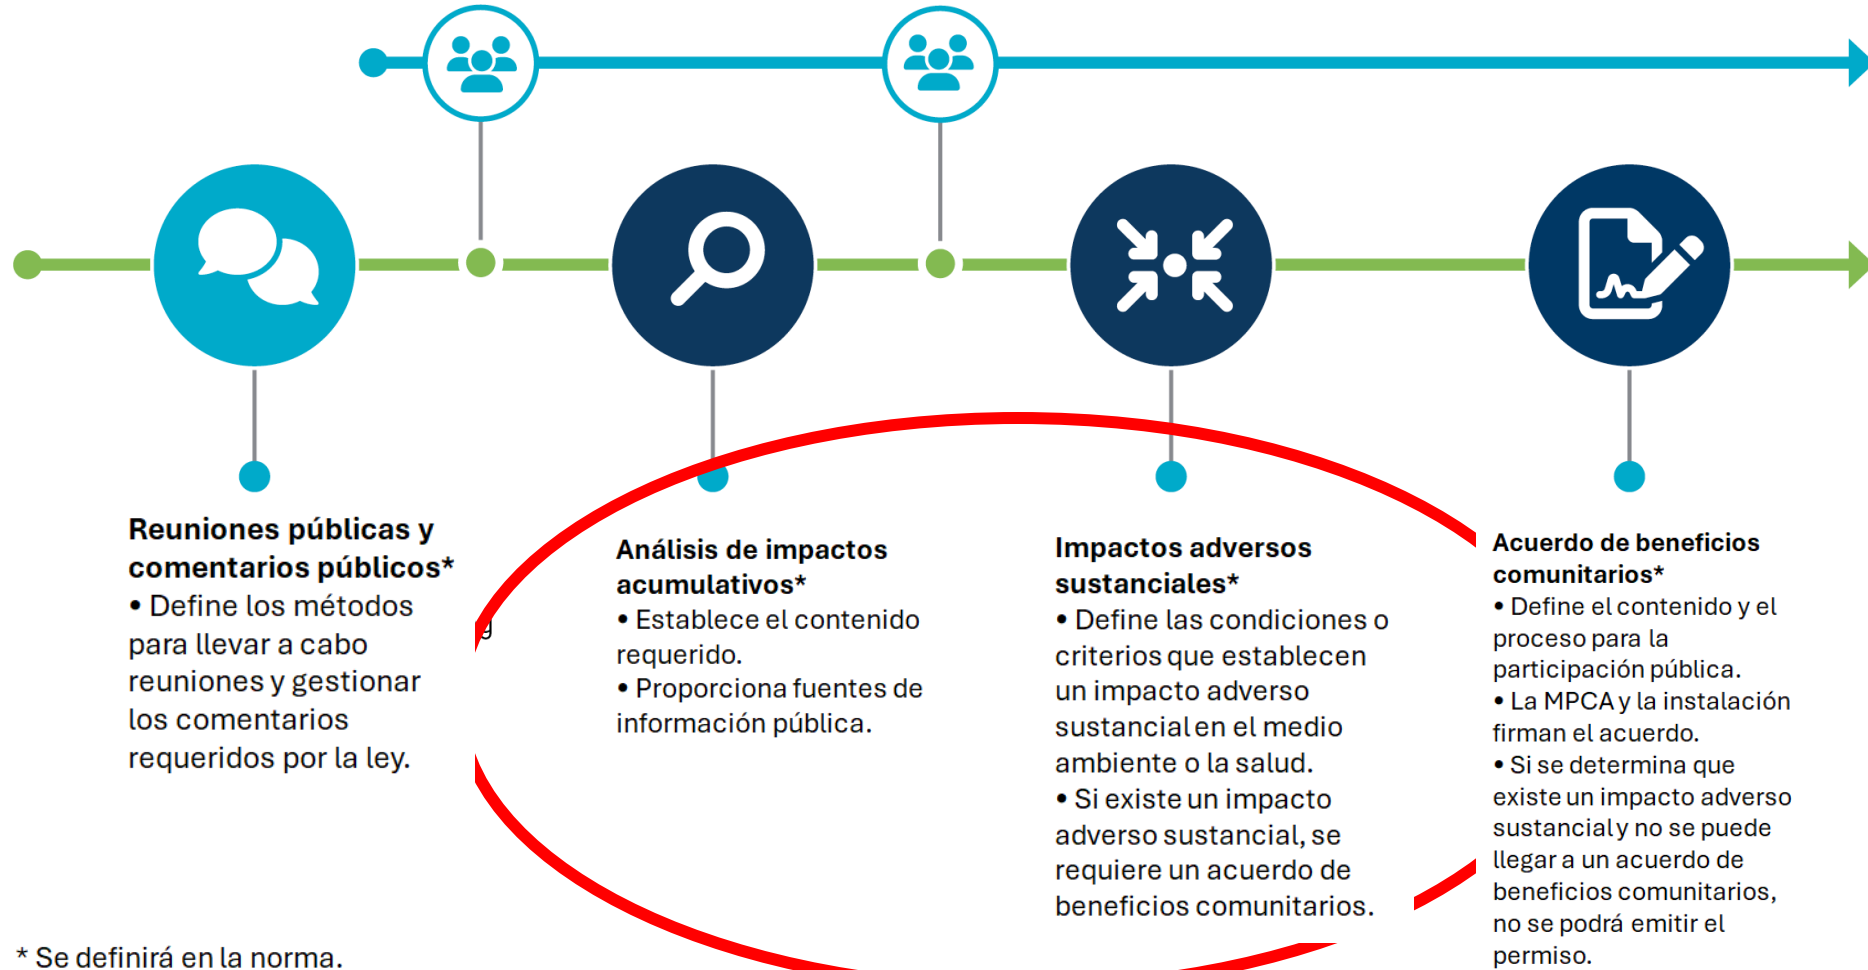 Reuniones públicas y
comentarios públicos*
• Define los métodos
para llevar a cabo
reuniones y gestionar
los comentarios
requeridos por la ley.
g
Análisis de impactos
acumulativos*
• Establece el contenido
requerido.
• Proporciona fuentes de
información pública.
Impactos adversos
sustanciales*
• Define las condiciones o
criterios que establecen
un impacto adverso
sustancial en el medio
ambiente o la salud.
• Si existe un impacto
adverso sustancial, se
requiere un acuerdo de
beneficios comunitarios.
Acuerdo de beneficios
comunitarios*
• Define el contenido y el
proceso para la
participación pública.
• La MPCA y la instalación
firman el acuerdo.
• Si se determina que
existe un impacto adverso
sustancial y no se puede
llegar a un acuerdo de
beneficios comunitarios,
no se podrá emitir el
permiso.
* Se definirá en la norma.